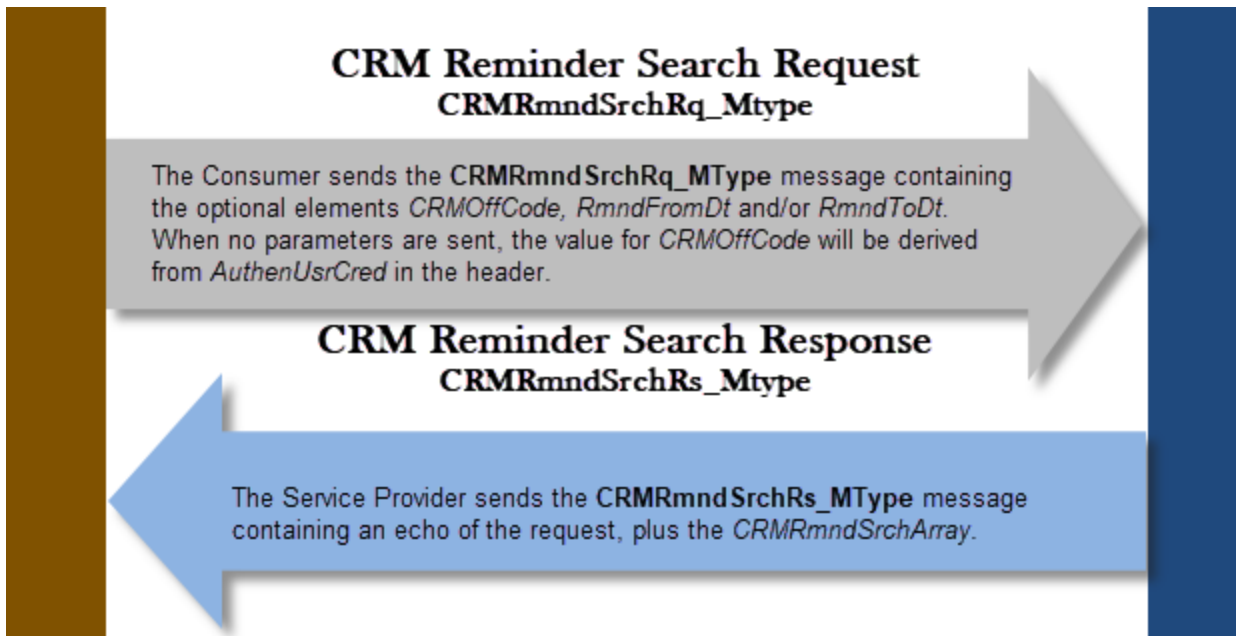 CRM Reminder Search Request
CRMRmndSrchRq_Mtype
The Consumer sends the CRMRmndSrchRq_MType message containing
the optional elements CRMOffCode, RmndFromDt and/or RmndToDt.
When no parameters are sent, the value for CRMOffCode will be derived
from AuthenUsrCred in the header.
CRM Reminder Search Response
CRMRmndSrchRs_Mtype
The Service Provider sends the CRMRmndSrchRs_MType message
containing an echo of the request, plus the CRMRmndSrchArray.